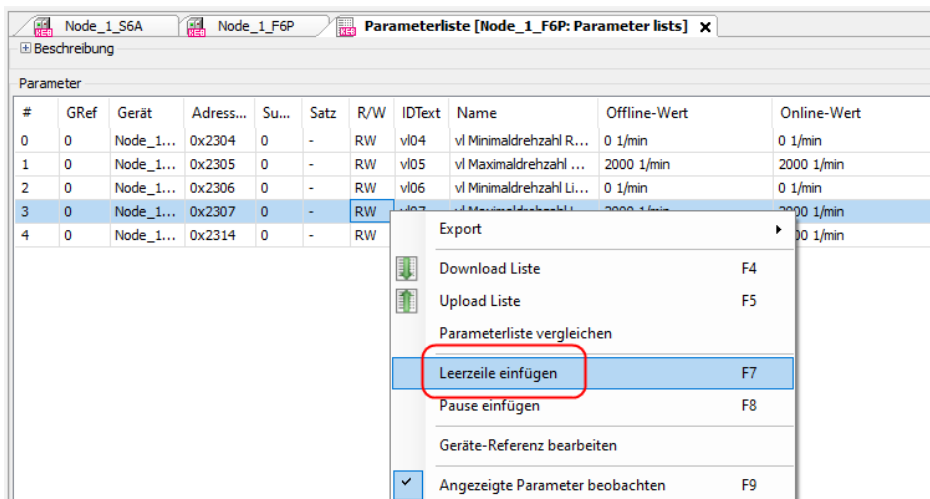 Node_1_S6A Node_1_F6P Parameterliste [Node_1_F6P: Parameter lists] x
Beschreibung
Parameter
# GRef Gerät Adress... Su... Satz R/W IDText Name Offline-Wert Online-Wert
0 0 Node_1... 0x2304 0 - RW vl04 vl Minimaldrehzahl R... 0 1/min 0 1/min
1 0 Node_1... 0x2305 0 - RW vl05 vl Maximaldrehzahl ... 2000 1/min 2000 1/min
2 0 Node_1... 0x2306 0 - RW vl06 vl Minimaldrehzahl Li... 0 1/min 0 1/min
3 0 Node_1... 0x2307 0 - RW
4 0 Node_1... 0x2314 0 - RW 00 1/min
Export
Download Liste F4
Upload Liste F5
Parameterliste vergleichen
Leerzeile einfügen F7
Pause einfügen F8
Geräte-Referenz bearbeiten
Angezeigte Parameter beobachten F9